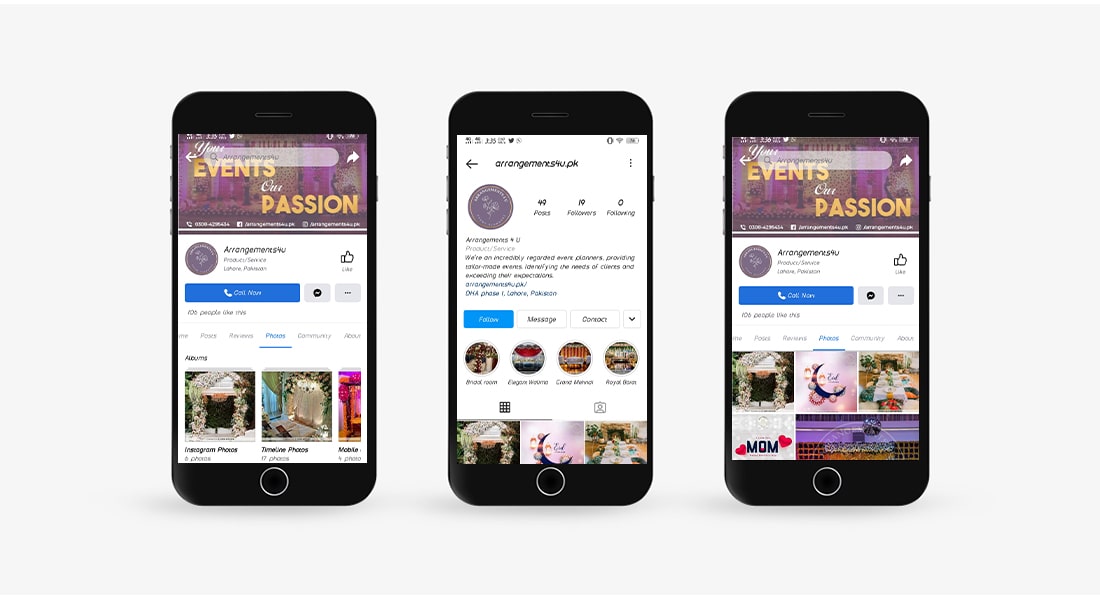 3:35
Your
Arrangements4u
EVENTS
Our
PASSION
0308-4296434 /arrangements4u.pk /arrangements4u.pk
Arrangements4u
Product/Service
Lahore, Pakistan
Like
Call Now
106 people like this
Posts Reviews Photos Community About
Albums
Instagram Photos Timeline Photos Mobile
6 photos 17 photos 4 photo
3:35
arrangements4u.pk
49 19 0
Posts Followers Following
Arrangements 4 U
Product/Service
We're an incredibly regarded event planners, providing
tailor-made events. Identifying the needs of clients and
exceeding their expectations.
arrangements4u.pk/
DHA phase 1, Lahore, Pakistan
Follow Message Contact
Bridal room Elegant Walima Grand Mehndi Royal Barat
Eid
3:36
Your
Arrangements4u
EVENTS
Our
PASSION
0308-4296434 /arrangements4u.pk /arrangements4u.pk
Arrangements4u
Product/Service
Lahore, Pakistan
Like
Call Now
106 people like this
Posts Reviews Photos Community About
Eid
MOM